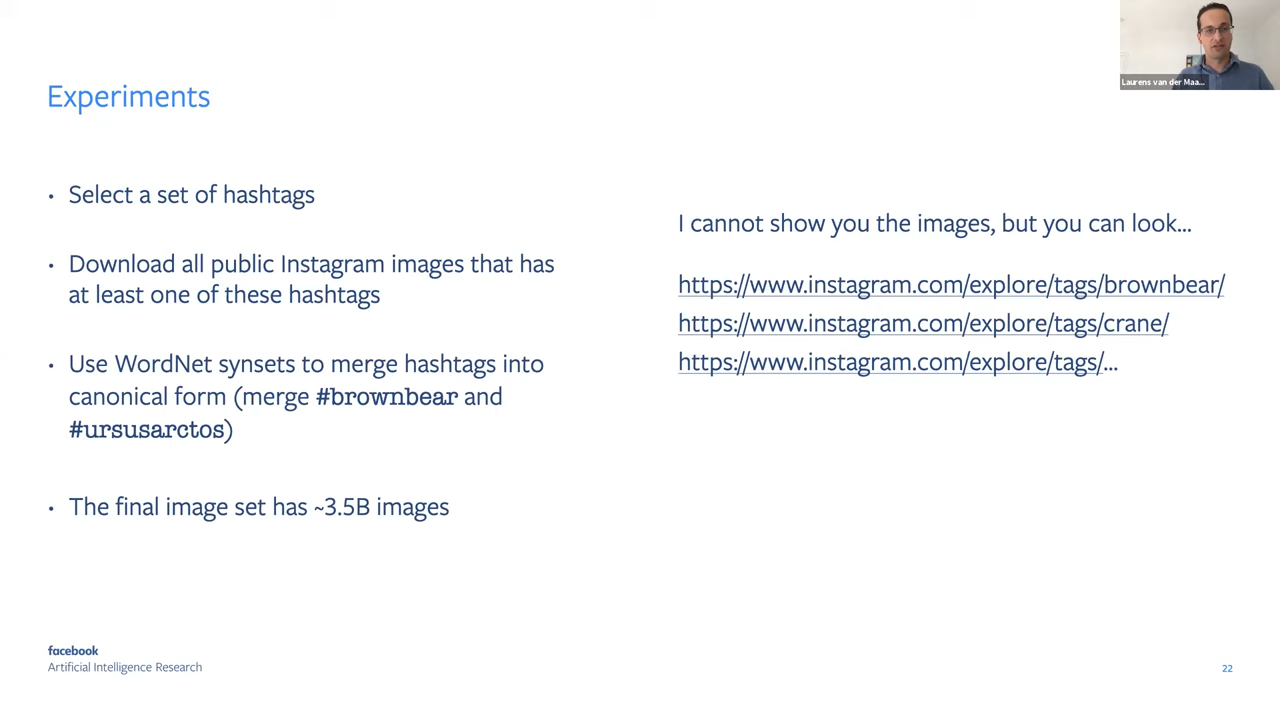 Laurens van der Maa...
Experiments
• Select a set of hashtags
• Download all public Instagram images that has
at least one of these hashtags
• Use WordNet synsets to merge hashtags into
canonical form (merge #brownbear and
#ursusarctos)
• The final image set has ~3.5B images
I cannot show you the images, but you can look...
https://www.instagram.com/explore/tags/brownbear/
https://www.instagram.com/explore/tags/crane/
https://www.instagram.com/explore/tags/...
facebook
Artificial Intelligence Research
22